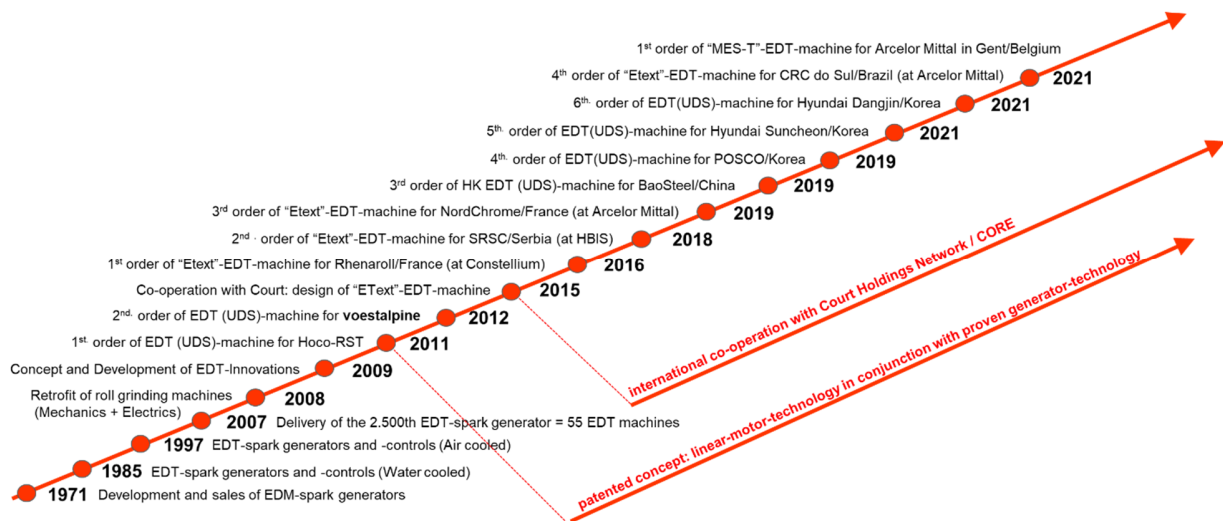 1st order of “MES-T”-EDT-machine for Arcelor Mittal in Gent/Belgium
4th order of “Etext”-EDT-machine for CRC do Sul/Brazil (at Arcelor Mittal)
2021
6th. order of EDT(UDS)-machine for Hyundai Dangjin/Korea
2021
5th. order of EDT(UDS)-machine for Hyundai Suncheon/Korea
2021
4th. order of EDT(UDS)-machine for POSCO/Korea
2019
3rd order of HK EDT (UDS)-machine for BaoSteel/China
2019
3rd order of “Etext”-EDT-machine for NordChrome/France (at Arcelor Mittal)
2019
2nd . order of “Etext”-EDT-machine for SRSC/Serbia (at HBIS)
2018
1st order of “Etext”-EDT-machine for Rhenaroll/France (at Constellium)
2016
Co-operation with Court: design of “EText”-EDT-machine
2015
2nd. order of EDT (UDS)-machine for voestalpine
2012
1st. order of EDT (UDS)-machine for Hoco-RST
2011
Concept and Development of EDT-Innovations
2009
Retrofit of roll grinding machines
(Mechanics + Electrics)
2008
2007 Delivery of the 2.500th EDT-spark generator = 55 EDT machines
1997 EDT-spark generators and -controls (Air cooled)
1985 EDT-spark generators and -controls (Water cooled)
1971 Development and sales of EDM-spark generators
international co-operation with Court Holdings Network / CORE
patented concept: linear-motor-technology in conjunction with proven generator-technology